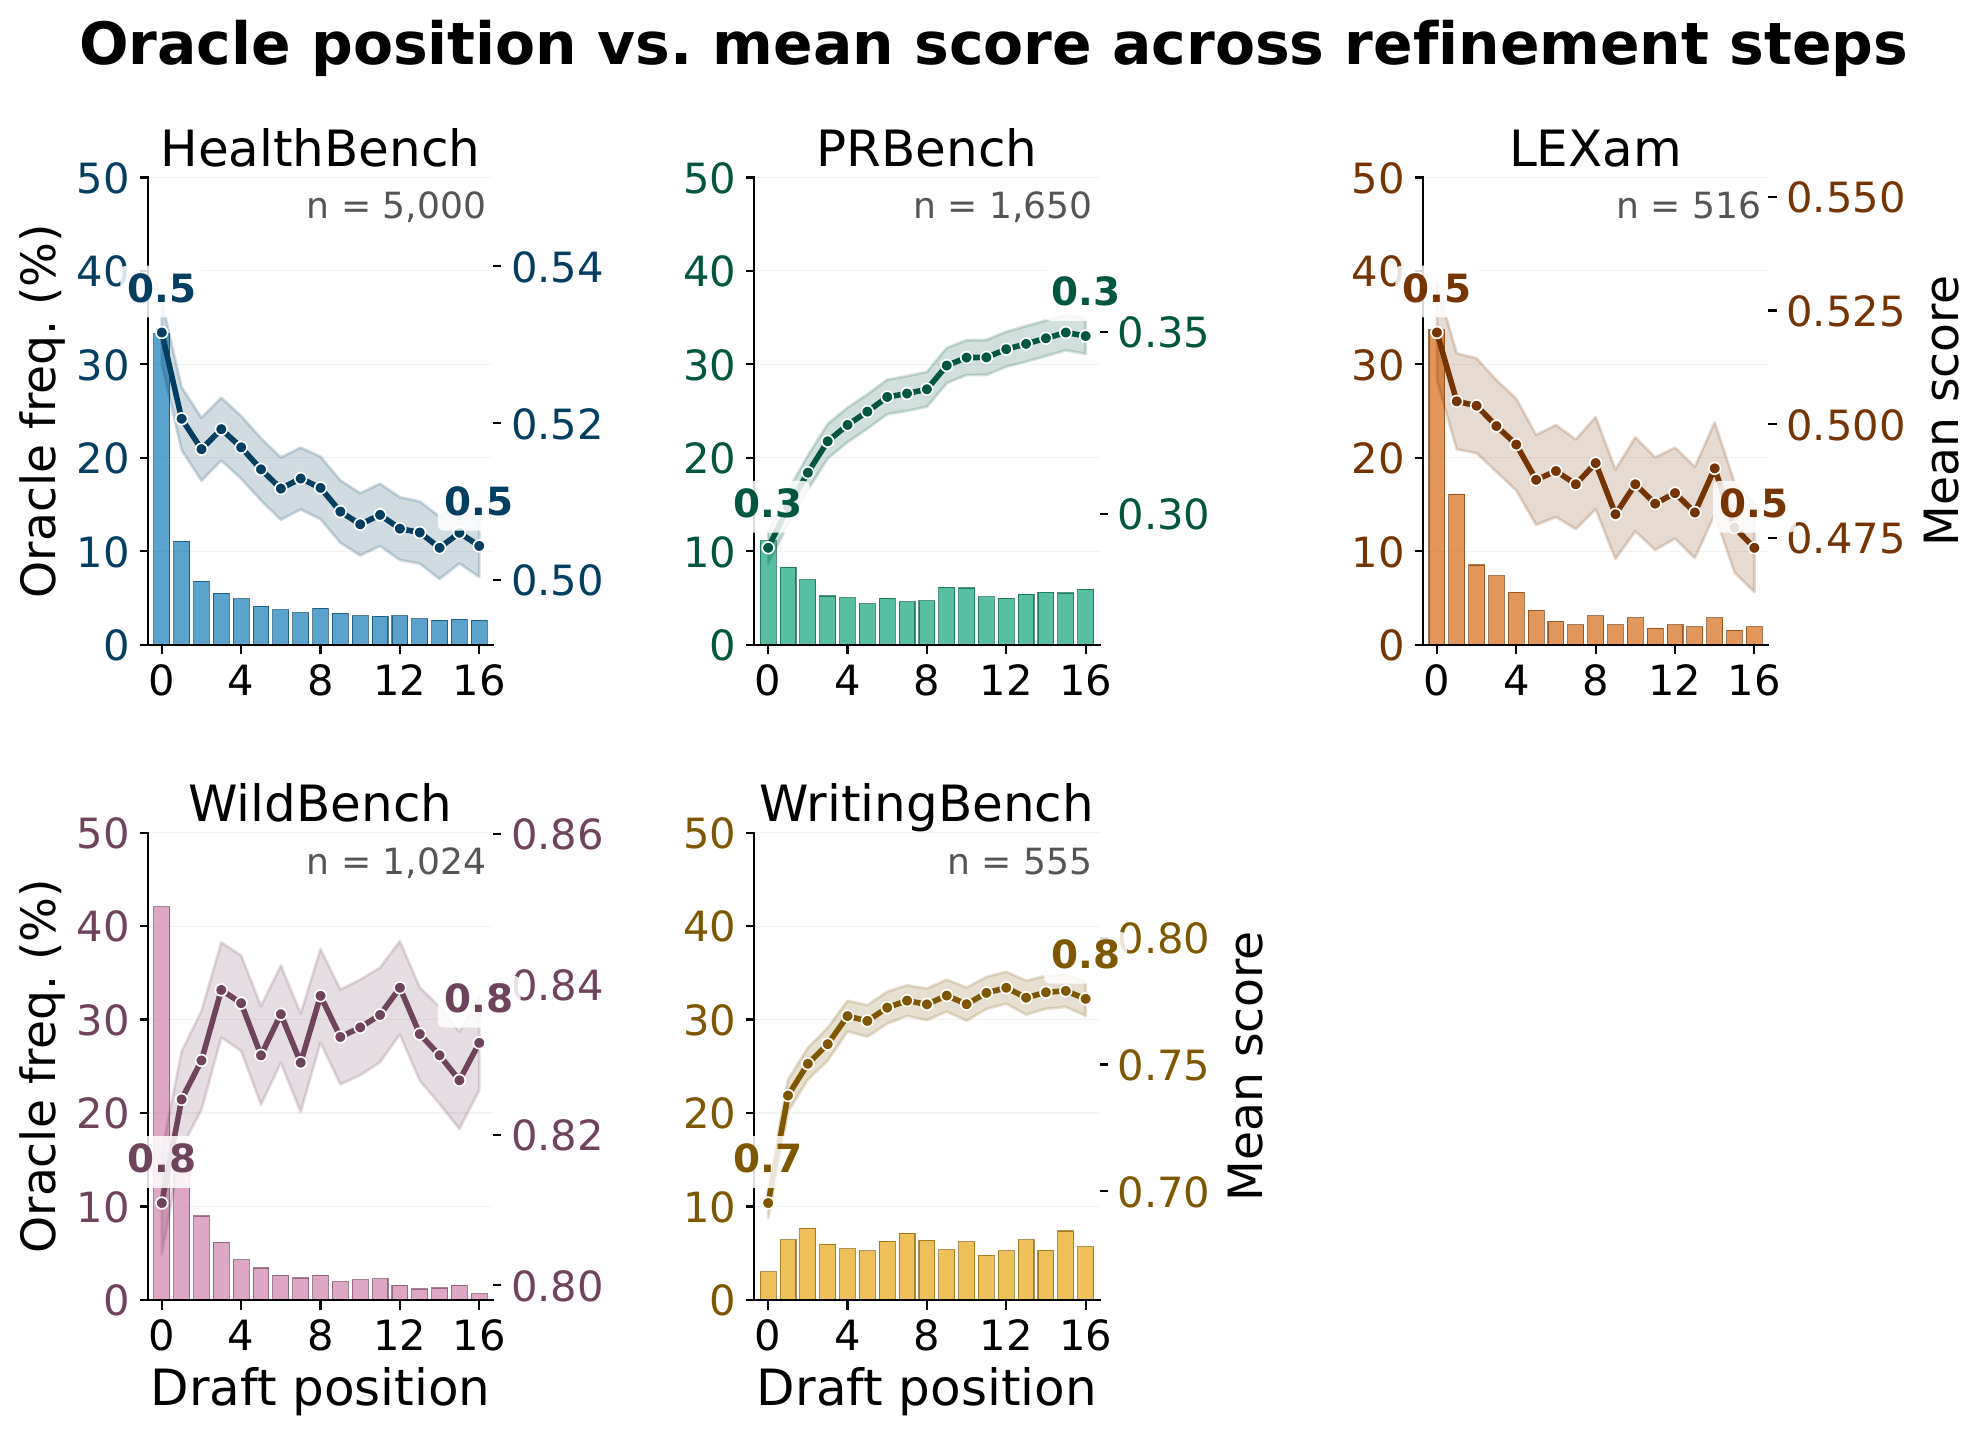 Oracle position vs. mean score across refinement steps
HealthBench
n = 5,000
Oracle freq. (%)
50
40
30
20
10
0
0.5
0.5
0.54
0.52
0.50
0 4 8 12 16
PRBench
n = 1,650
50
40
30
20
10
0
0.3
0.3
0.35
0.30
0 4 8 12 16
LEXam
n = 516
50
40
30
20
10
0
0.5
0.5
0.550
0.525
0.500
0.475
Mean score
0 4 8 12 16
WildBench
n = 1,024
Oracle freq. (%)
50
40
30
20
10
0
0.8
0.8
0.86
0.84
0.82
0.80
0 4 8 12 16
Draft position
WritingBench
n = 555
50
40
30
20
10
0
0.7
0.8
0.80
0.75
0.70
Mean score
0 4 8 12 16
Draft position